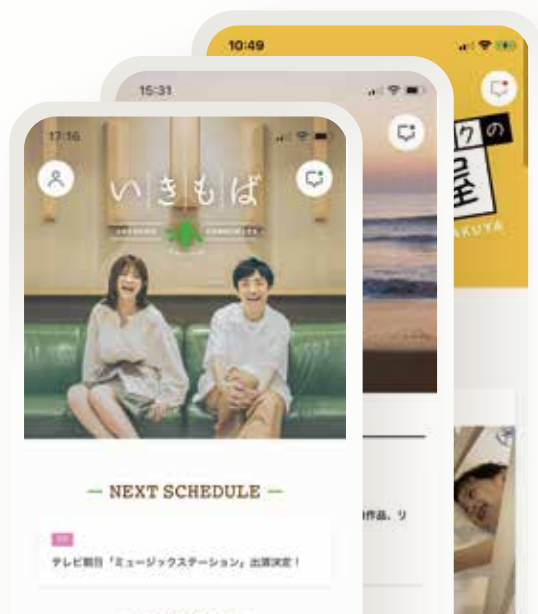 10:49
15:31
17:16
いきもば
クの
屋
AKUYA
作品、リ
NEXT SCHEDULE
テレビ朝日「ミュージックステーション」出演決定！